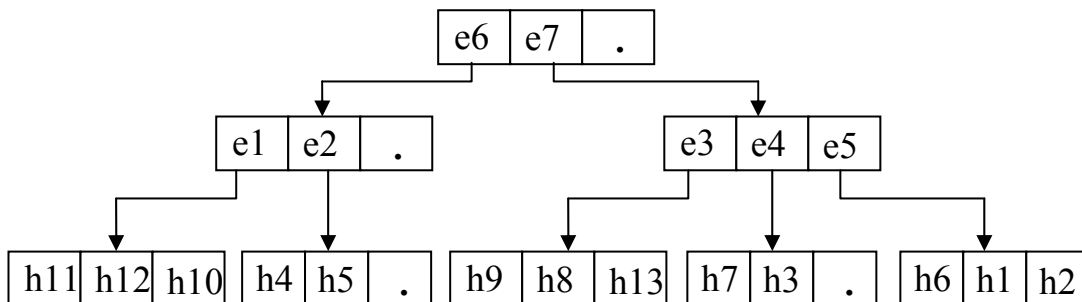 e6 e7 .
e1 e2 . e3 e4 e5
h11 h12 h10 h4 h5 . h9 h8 h13 h7 h3 . h6 h1 h2